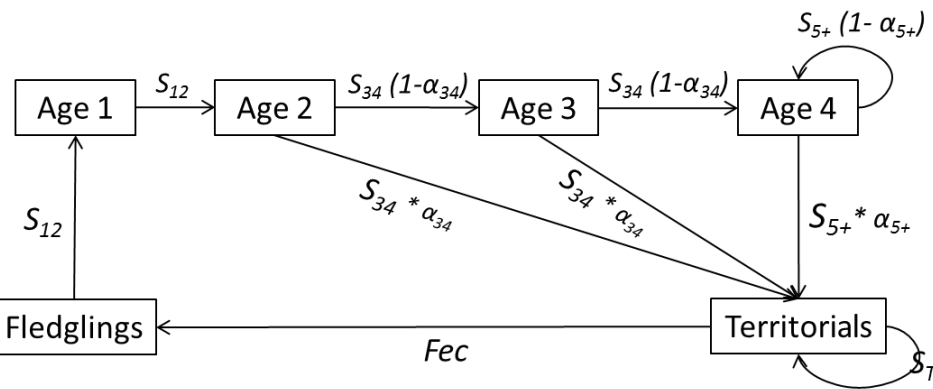 S5+ (1- α5+)
S12
S34 (1-α34)
S34 (1-α34)
Age 1
Age 2
Age 3
Age 4
S34 * α34
S34 * α34
S12
S5+* α5+
Fledglings
Territorials
Fec
ST